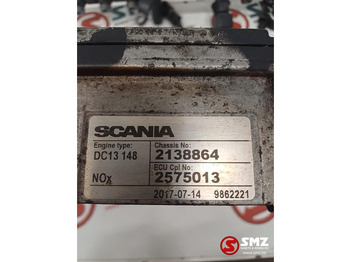 SCANIA
Engine type:
DC13 148
NOx
Chassis No:
2138864
ECU Cpl No:
2575013
2017-07-14 9862221
SMZ